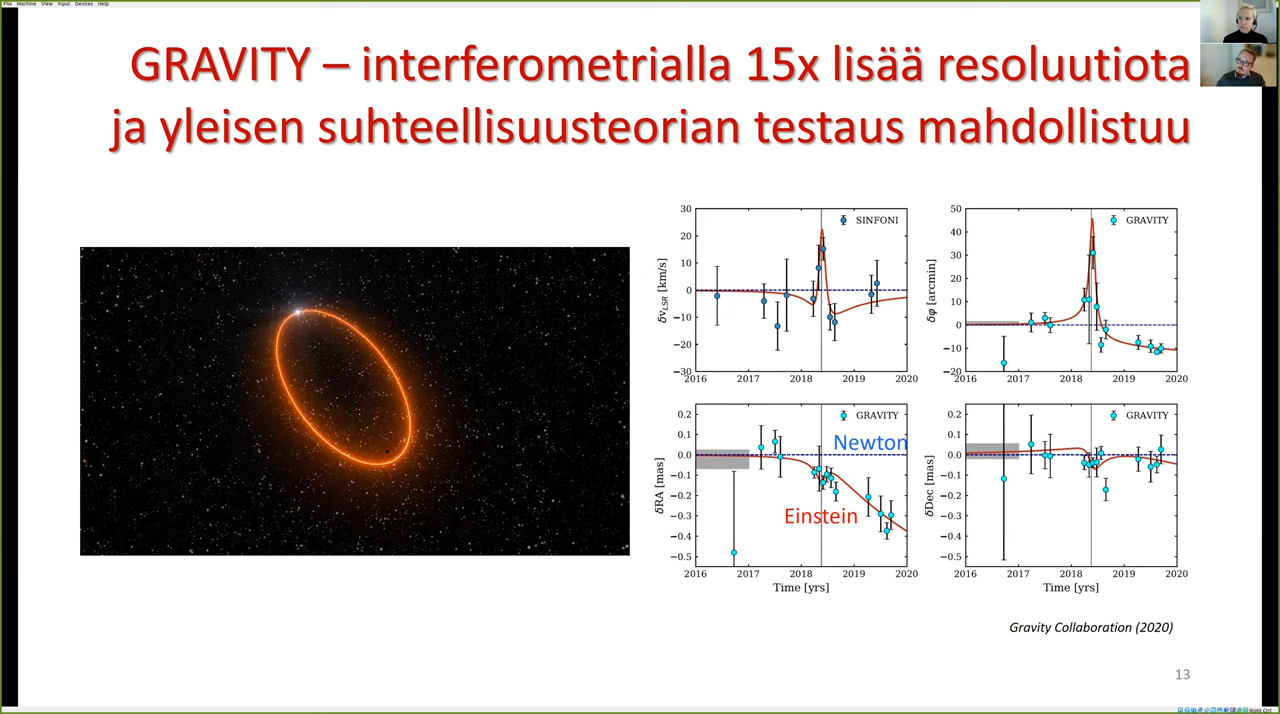 File Machine View Input Devices Help
GRAVITY – interferometrialla 15x lisää resoluutiota
ja yleisen suhteellisuusteorian testaus mahdollistuu
30
20
10
0
−10
−20
−30
δvLSR [km/s]
SINFONI
2016 2017 2018 2019 2020
50
40
30
20
10
0
−10
−20
δφ [arcmin]
GRAVITY
2016 2017 2018 2019 2020
0.2
0.1
0.0
−0.1
−0.2
−0.3
−0.4
−0.5
δRA [mas]
GRAVITY
Newton
Einstein
2016 2017 2018 2019 2020
Time [yrs]
0.2
0.1
0.0
−0.1
−0.2
−0.3
−0.4
−0.5
δDec [mas]
GRAVITY
2016 2017 2018 2019 2020
Time [yrs]
Gravity Collaboration (2020)
13
Right Ctrl